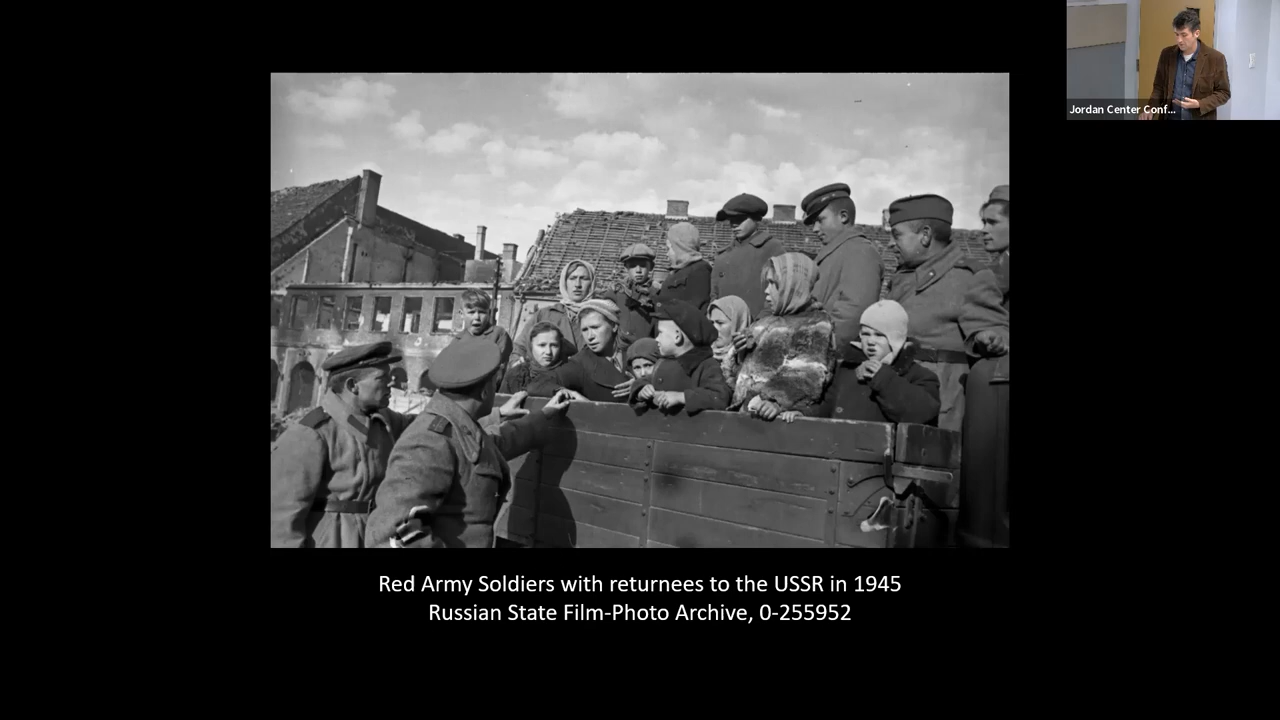 Jordan Center Conf...
Red Army Soldiers with returnees to the USSR in 1945
Russian State Film-Photo Archive, 0-255952